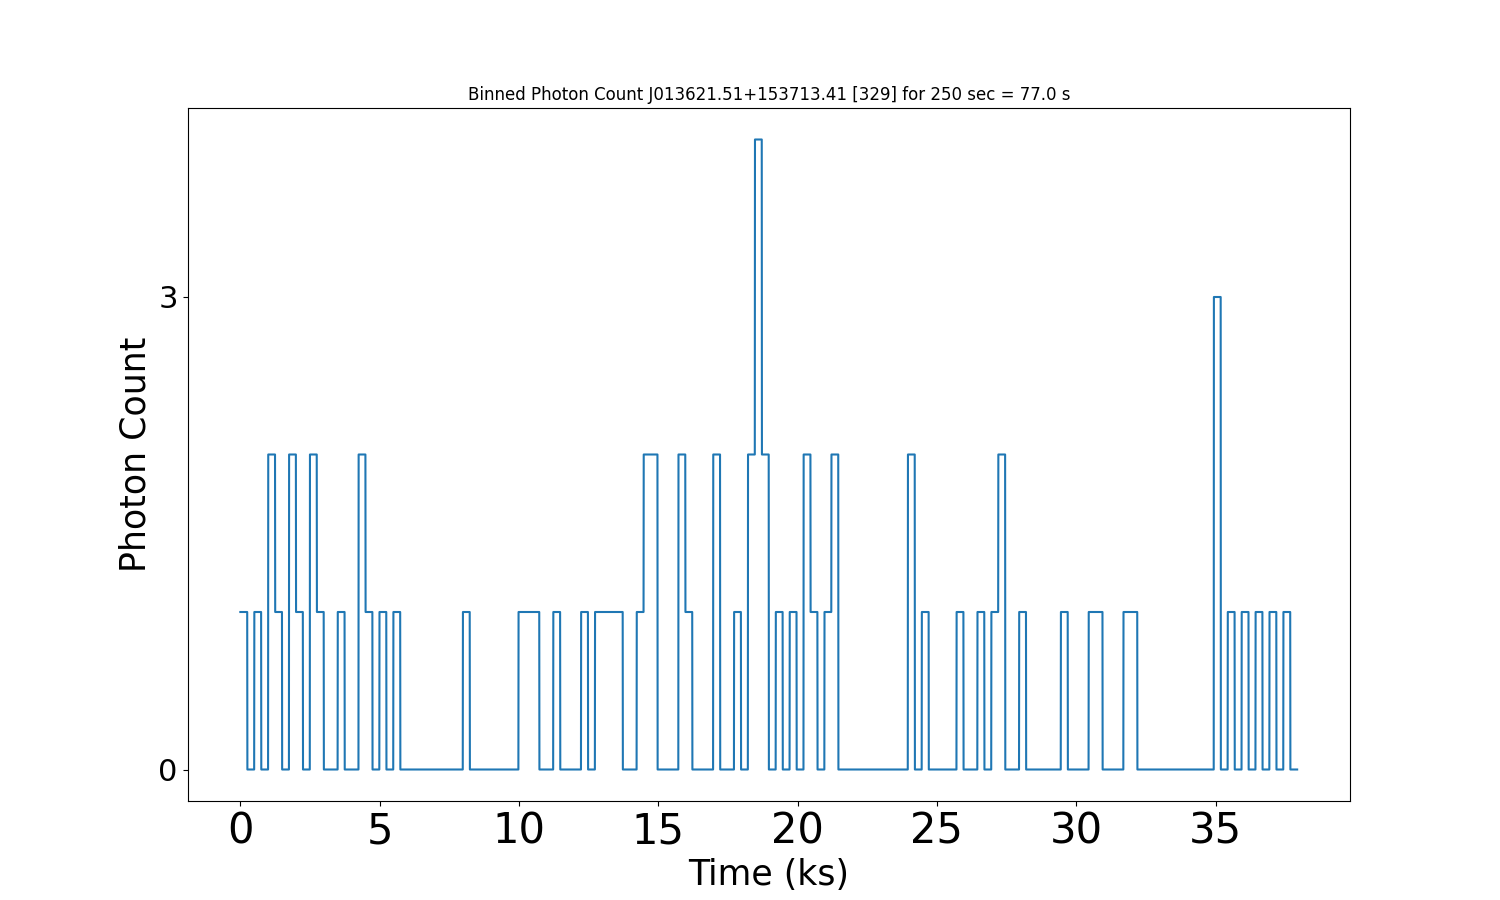 Binned Photon Count J013621.51+153713.41 [329] for 250 sec = 77.0 s
3
0
Photon Count
0 5 10 15 20 25 30 35
Time (ks)